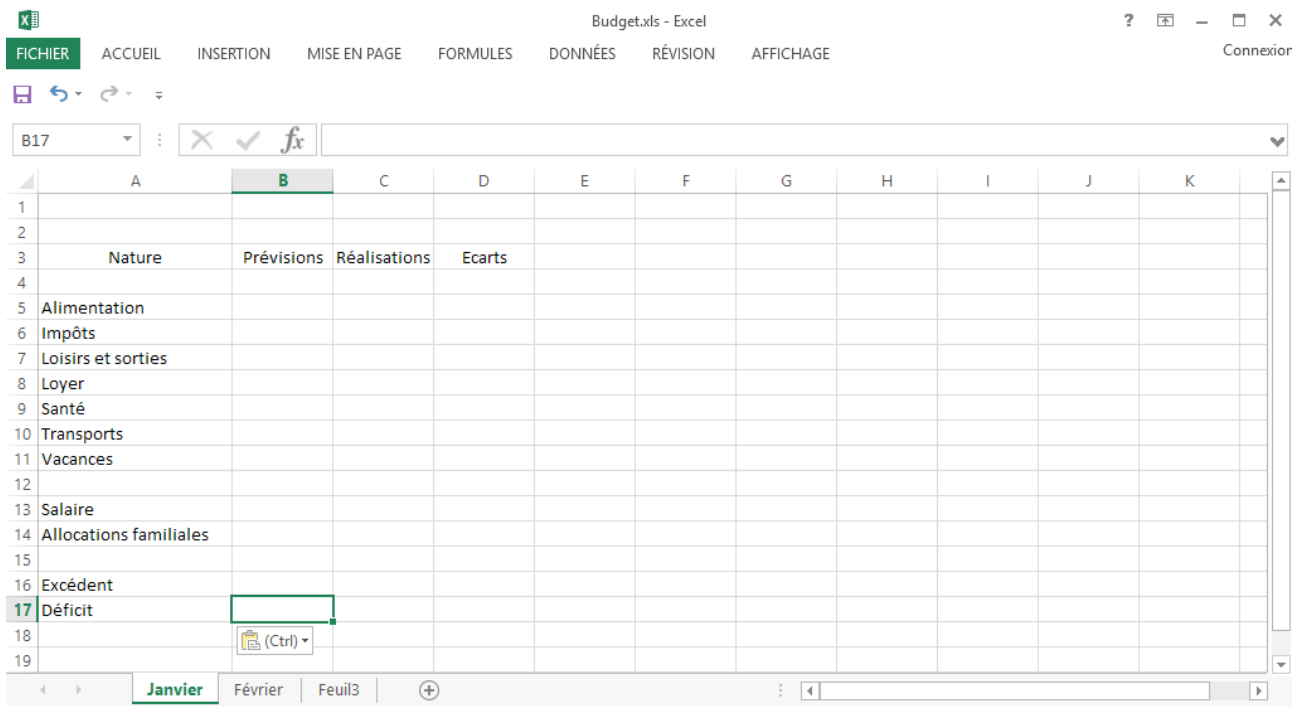 Budget.xls - Excel
?
FICHIER ACCUEIL INSERTION MISE EN PAGE FORMULES DONNÉES RÉVISION AFFICHAGE Connexion
B17 fx
A B C D E F G H I J K
1
2
3 Nature Prévisions Réalisations Ecarts
4
5 Alimentation
6 Impôts
7 Loisirs et sorties
8 Loyer
9 Santé
10 Transports
11 Vacances
12
13 Salaire
14 Allocations familiales
15
16 Excédent
17 Déficit
18 (Ctrl)
19
Janvier Février Feuil3